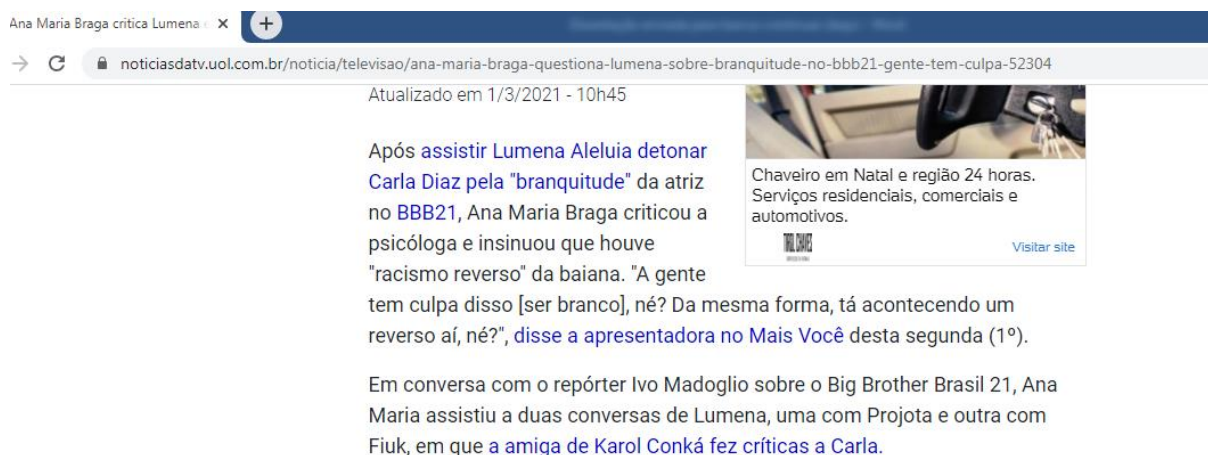 Ana Maria Braga critica Lumena
noticiasdatv.uol.com.br/noticia/televisao/ana-maria-braga-questiona-lumena-sobre-branquitude-no-bbb21-gente-tem-culpa-52304
Atualizado em 1/3/2021 - 10h45
Após assistir Lumena Aleluia detonar
Carla Diaz pela "branquitude" da atriz
no BBB21, Ana Maria Braga criticou a
psicóloga e insinuou que houve
"racismo reverso" da baiana. "A gente
tem culpa disso [ser branco], né? Da mesma forma, tá acontecendo um
reverso aí, né?", disse a apresentadora no Mais Você desta segunda (1º).
Em conversa com o repórter Ivo Madoglio sobre o Big Brother Brasil 21, Ana
Maria assistiu a duas conversas de Lumena, uma com Projota e outra com
Fiuk, em que a amiga de Karol Conká fez críticas a Carla.
Chaveiro em Natal e região 24 horas.
Serviços residenciais, comerciais e
automotivos.
Visitar site